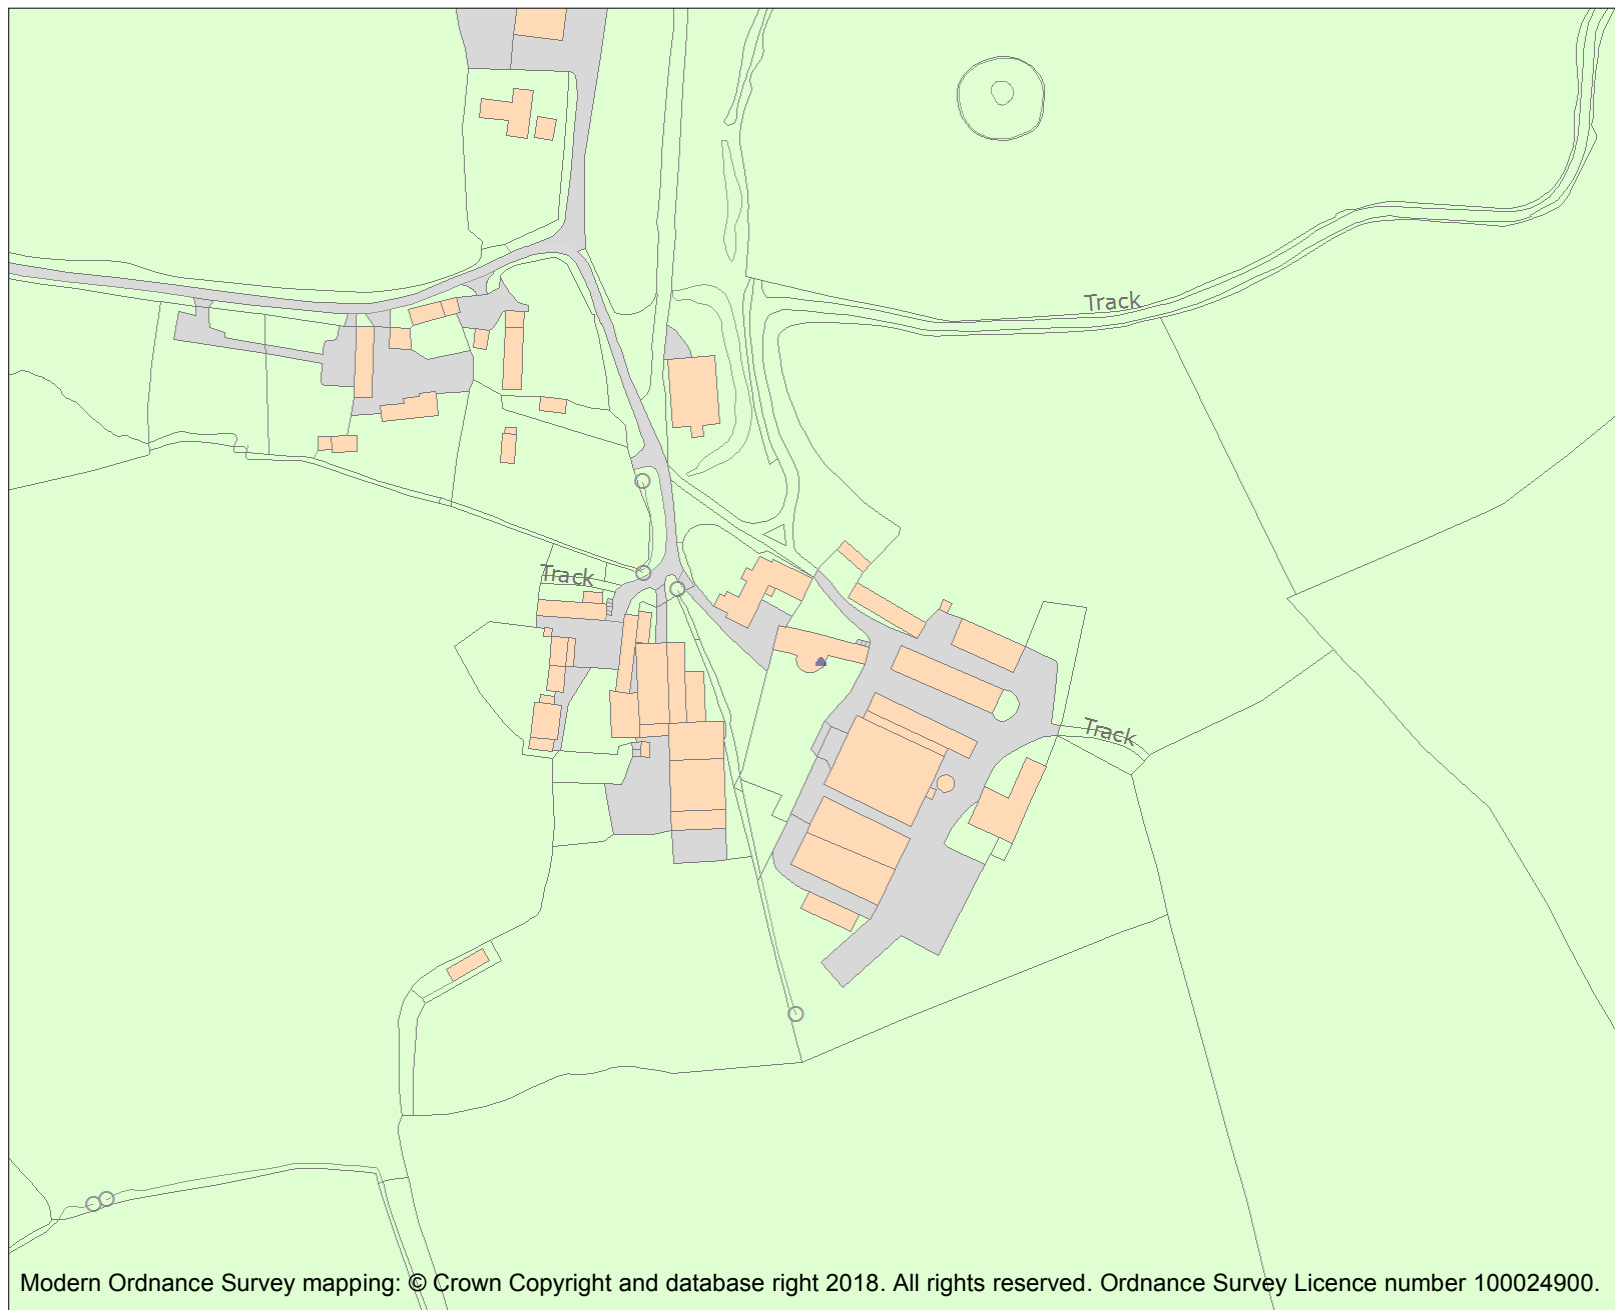 Track
Track
Track
Modern Ordnance Survey mapping: © Crown Copyright and database right 2018. All rights reserved. Ordnance Survey Licence number 100024900.